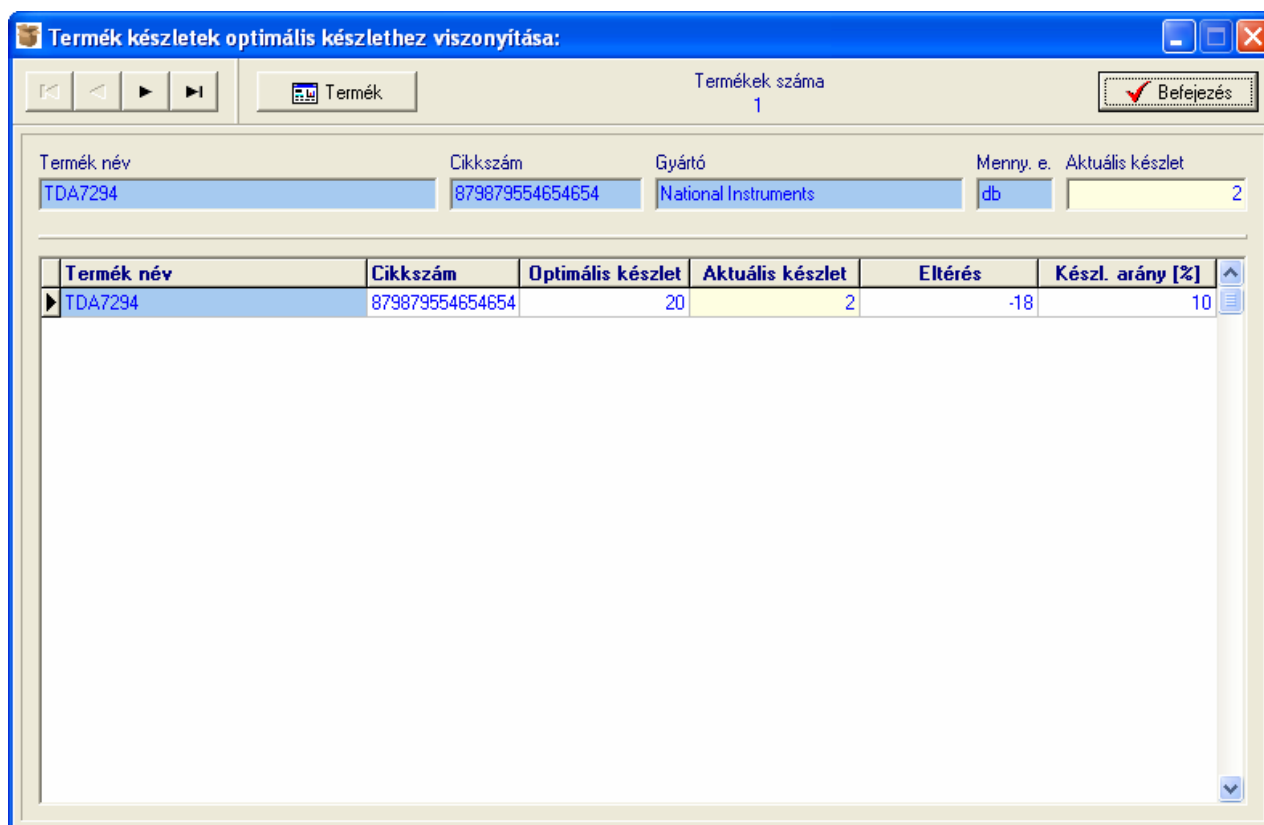 Termék készletek optimális készlethez viszonyítása:
Termék Termékek száma Befejezés
1
Termék név Cikkszám Gyártó Menny. e. Aktuális készlet
TDA7294 879879554654654 National Instruments db 2
Termék név Cikkszám Optimális készlet Aktuális készlet Eltérés Készl. arány [%]
TDA7294 879879554654654 20 2 -18 10